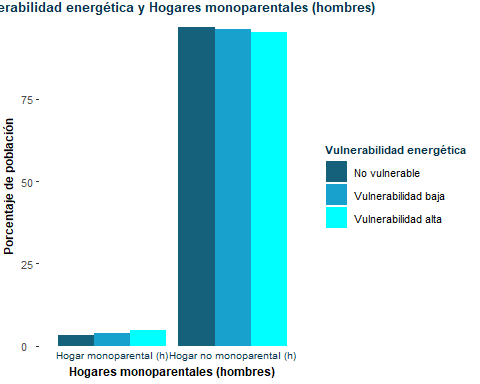 erabilidad energética y Hogares monoparentales (hombres)
Porcentaje de población
75
50
25
0
Hogar monoparental (h)
Hogar no monoparental (h)
Hogares monoparentales (hombres)
Vulnerabilidad energética
No vulnerable
Vulnerabilidad baja
Vulnerabilidad alta